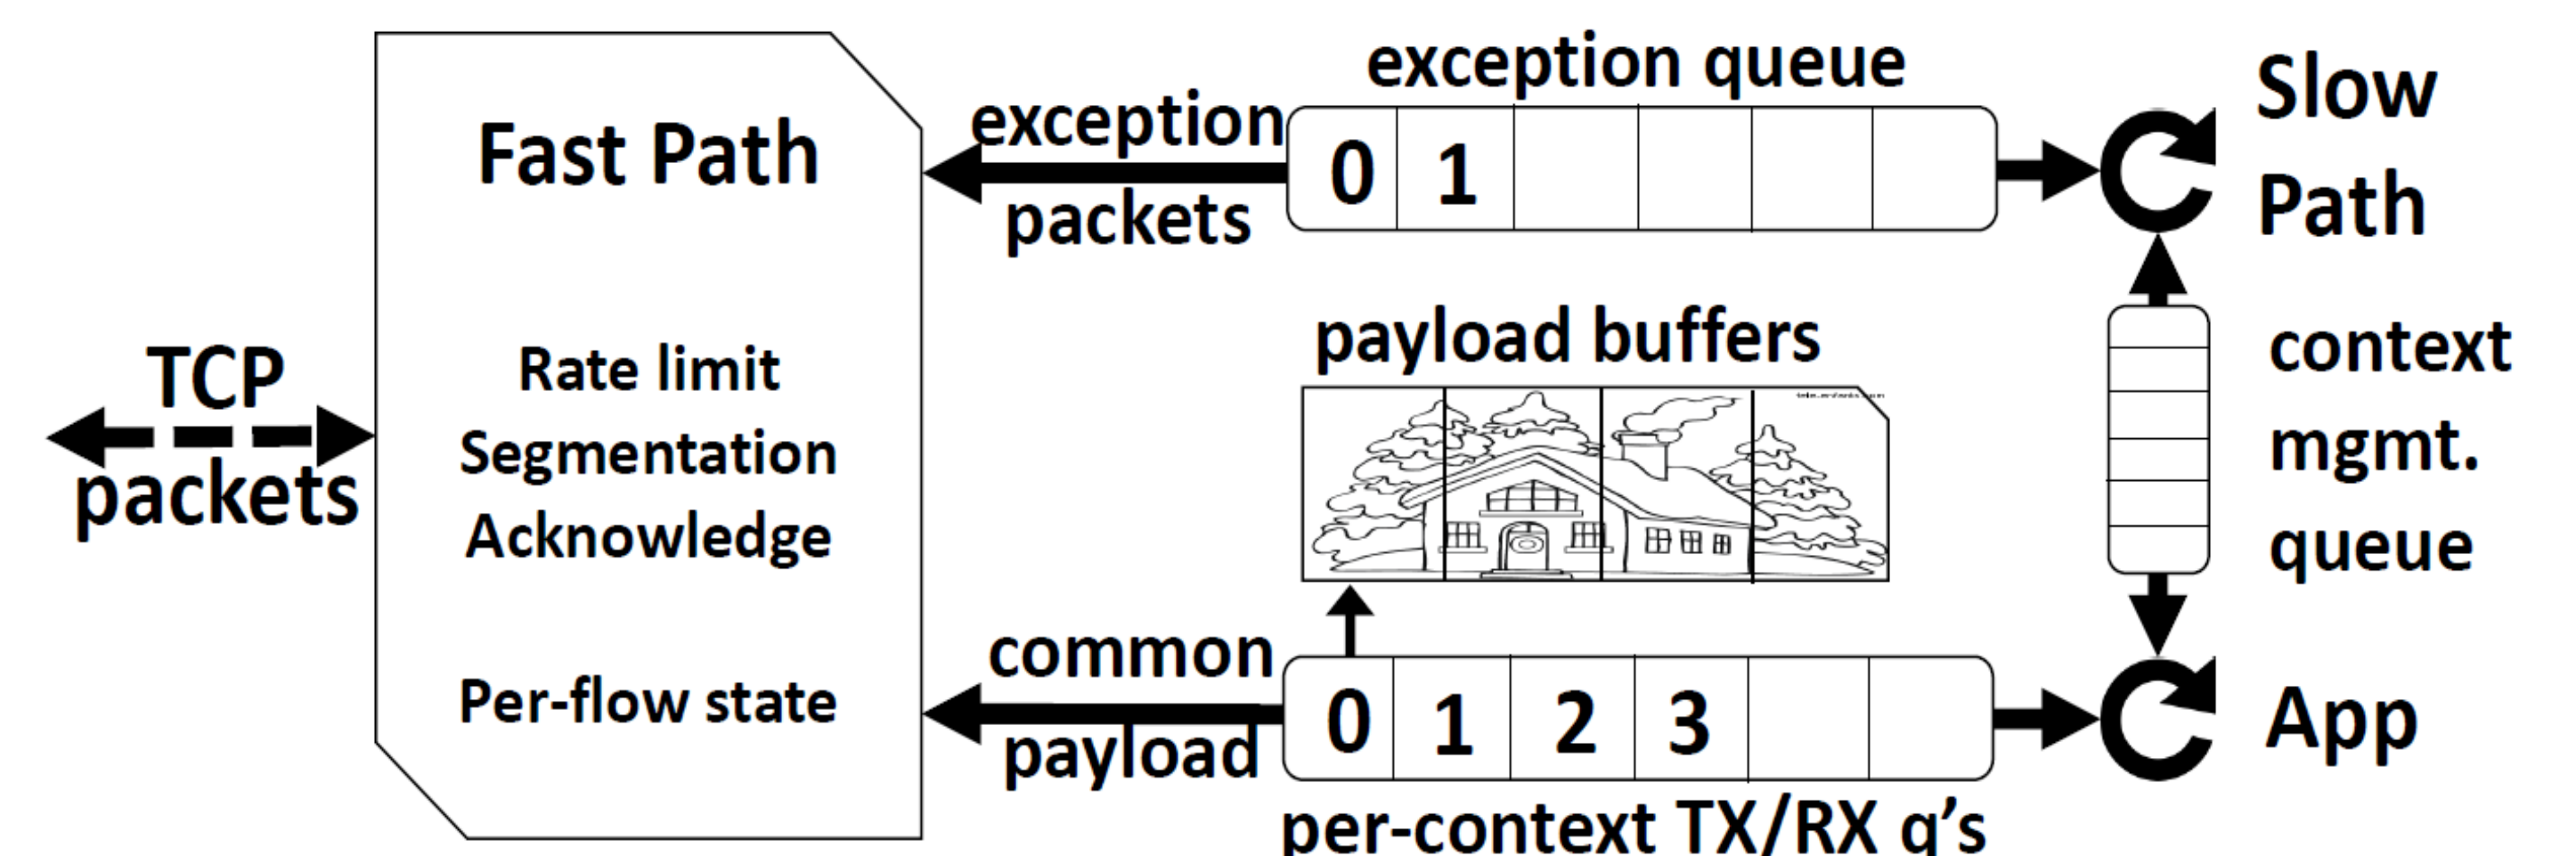 exception queue
Slow
Path
exception
packets
0 1
Fast Path
TCP
packets
Rate limit
Segmentation
Acknowledge
Per-flow state
payload buffers
context
mgmt.
queue
common
payload
0 1 2 3
App
per-context TX/RX q's